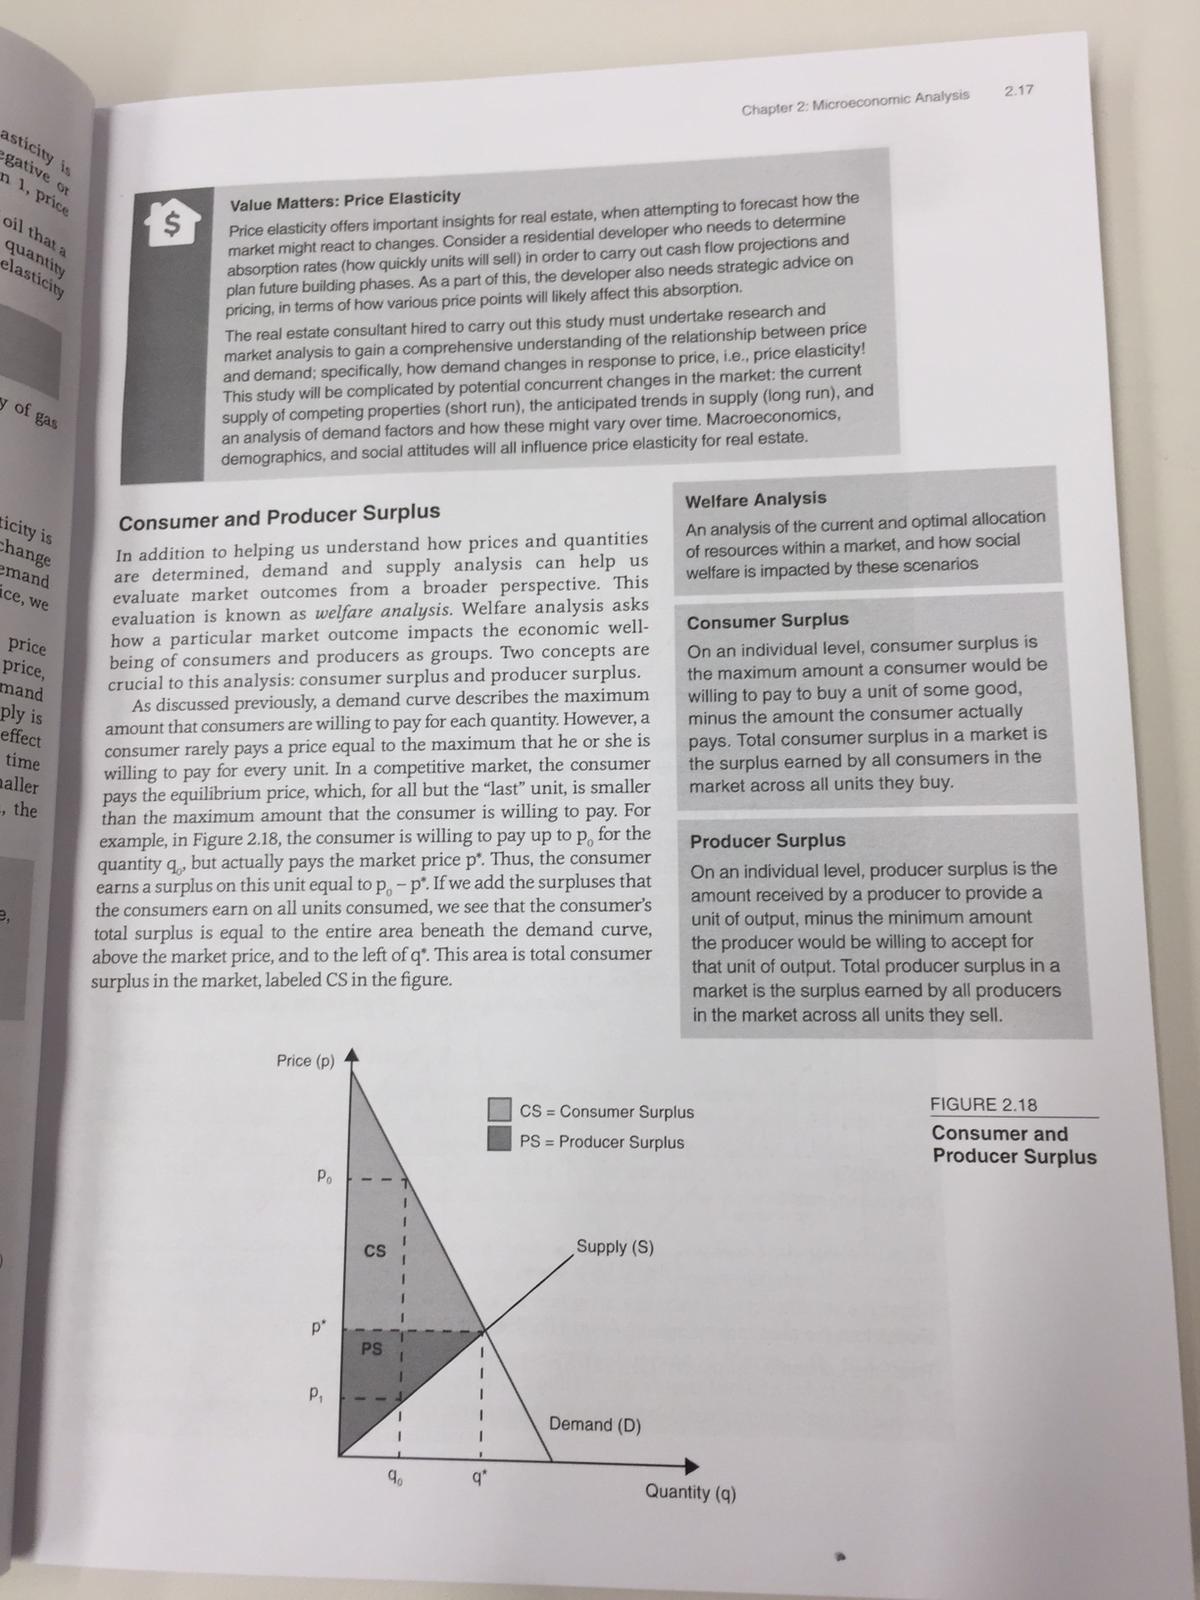 asticity is
egative or
n 1, price
oil that a
quantity
elasticity
y of gas
ticity is
change
emand
ice, we
price
price,
mand
ply is
effect
time
naller
, the
e,
)
Chapter 2: Microeconomic Analysis 2.17
$
Value Matters: Price Elasticity
Price elasticity offers important insights for real estate, when attempting to forecast how the
market might react to changes. Consider a residential developer who needs to determine
absorption rates (how quickly units will sell) in order to carry out cash flow projections and
plan future building phases. As a part of this, the developer also needs strategic advice on
pricing, in terms of how various price points will likely affect this absorption.
The real estate consultant hired to carry out this study must undertake research and
market analysis to gain a comprehensive understanding of the relationship between price
and demand; specifically, how demand changes in response to price, i.e., price elasticity!
This study will be complicated by potential concurrent changes in the market: the current
supply of competing properties (short run), the anticipated trends in supply (long run), and
an analysis of demand factors and how these might vary over time. Macroeconomics,
demographics, and social attitudes will all influence price elasticity for real estate.
Consumer and Producer Surplus
In addition to helping us understand how prices and quantities
are determined, demand and supply analysis can help us
evaluate market outcomes from a broader perspective. This
evaluation is known as welfare analysis. Welfare analysis asks
how a particular market outcome impacts the economic well-
being of consumers and producers as groups. Two concepts are
crucial to this analysis: consumer surplus and producer surplus.
As discussed previously, a demand curve describes the maximum
amount that consumers are willing to pay for each quantity. However, a
consumer rarely pays a price equal to the maximum that he or she is
willing to pay for every unit. In a competitive market, the consumer
pays the equilibrium price, which, for all but the “last” unit, is smaller
than the maximum amount that the consumer is willing to pay. For
example, in Figure 2.18, the consumer is willing to pay up to p₀ for the
quantity q₀, but actually pays the market price p*. Thus, the consumer
earns a surplus on this unit equal to p₀ – p*. If we add the surpluses that
the consumers earn on all units consumed, we see that the consumer’s
total surplus is equal to the entire area beneath the demand curve,
above the market price, and to the left of q*. This area is total consumer
surplus in the market, labeled CS in the figure.
Welfare Analysis
An analysis of the current and optimal allocation
of resources within a market, and how social
welfare is impacted by these scenarios
Consumer Surplus
On an individual level, consumer surplus is
the maximum amount a consumer would be
willing to pay to buy a unit of some good,
minus the amount the consumer actually
pays. Total consumer surplus in a market is
the surplus earned by all consumers in the
market across all units they buy.
Producer Surplus
On an individual level, producer surplus is the
amount received by a producer to provide a
unit of output, minus the minimum amount
the producer would be willing to accept for
that unit of output. Total producer surplus in a
market is the surplus earned by all producers
in the market across all units they sell.
Price (p)
CS = Consumer Surplus
PS = Producer Surplus
p₀
CS
Supply (S)
p*
PS
p₁
Demand (D)
q₀
q*
Quantity (q)
FIGURE 2.18
Consumer and
Producer Surplus